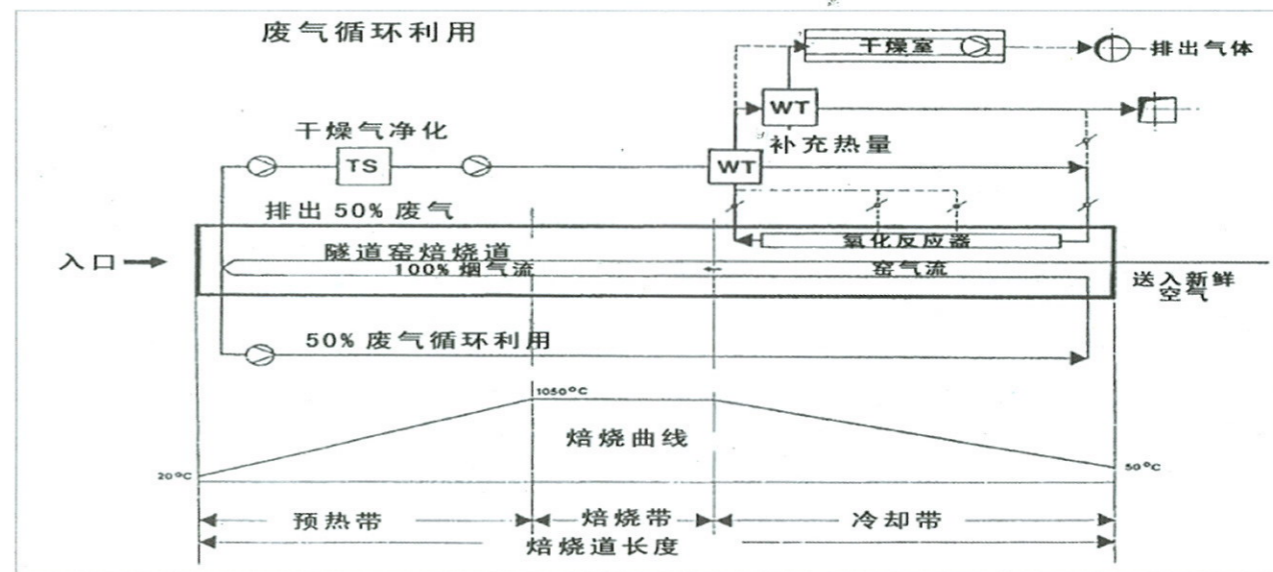 废气循环利用
干燥室
排出气体
WT
干燥气净化
补充热量
TS
WT
排出50%废气
氧化反应器
隧道窑焙烧道
入口
100%烟气流
窑气流
送入新鲜
空气
50%废气循环利用
1050°C
焙烧曲线
20°C
50°C
预热带
焙烧带
冷却带
焙烧道长度